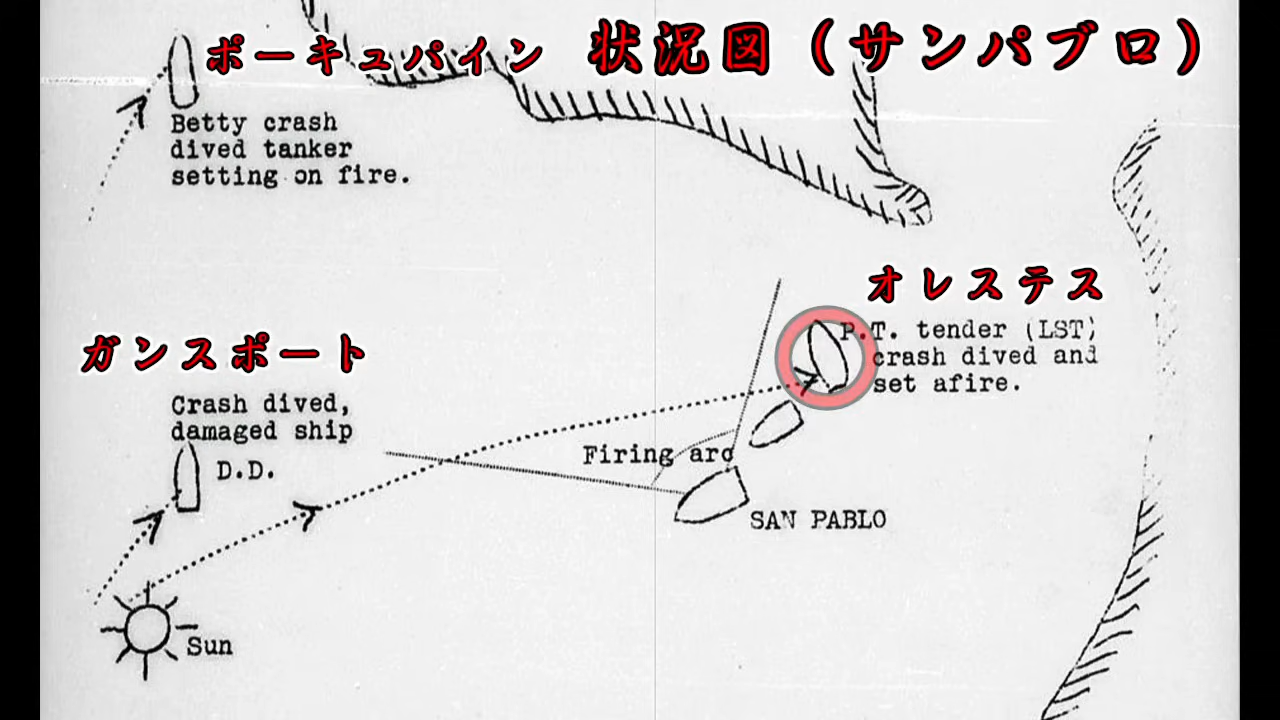 ポーキュパイン 状況図(サンパブロ)
Betty crash
dived tanker
setting on fire.
オレステス
P.T. tender (LST)
crash dived and
set afire.
ガンスポート
Crash dived,
damaged ship
D.D.
Firing arc
SAN PABLO
Sun